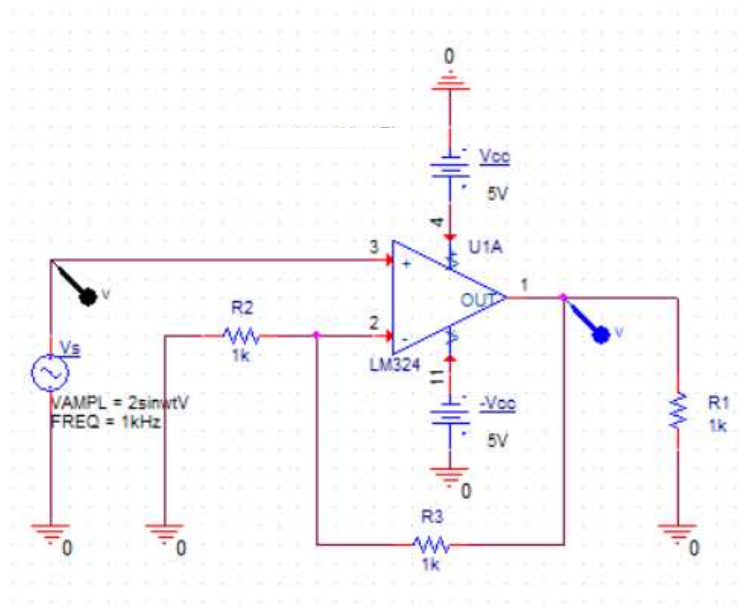 0
Vcc
5V
4
U1A
3
+
V
1
OUT
V
R2
2
-
1k
LM324
Vs
11
-Vcc
VAMPL = 2sinwtV
FREQ = 1kHz
5V
R1
1k
0
R3
0
0
0
1k